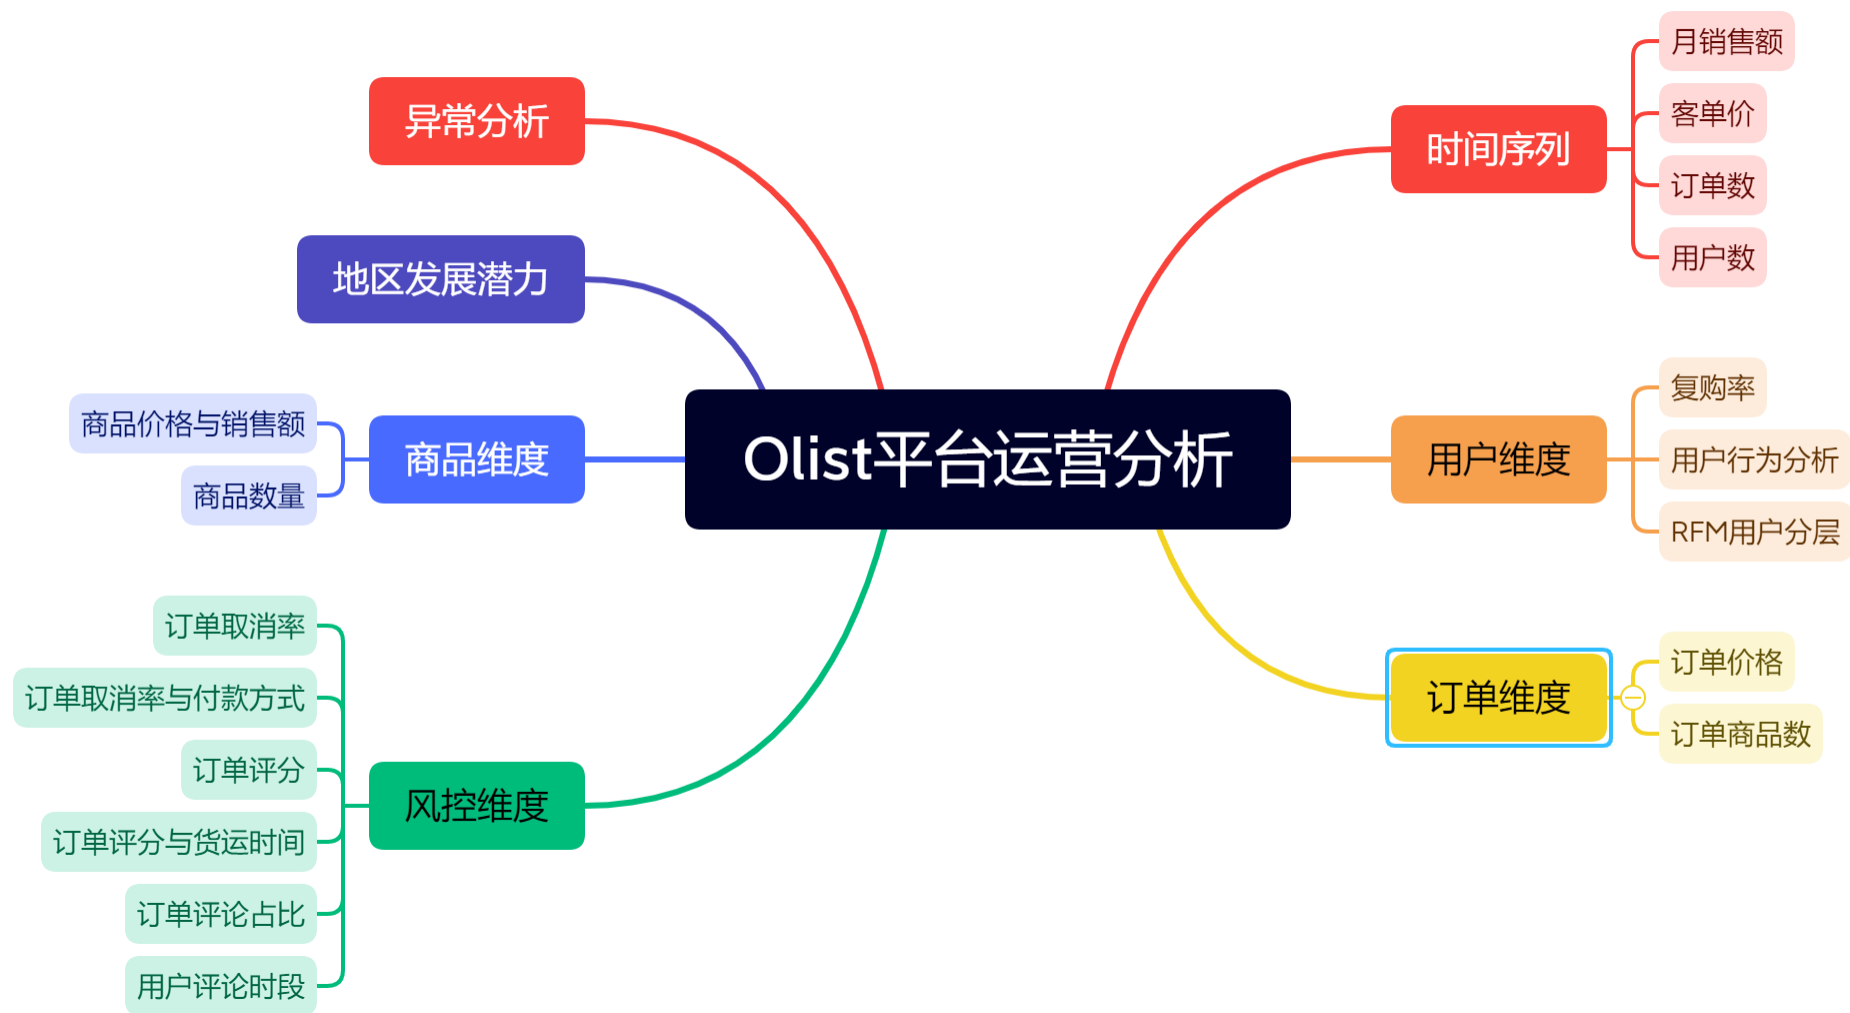 Olist平台运营分析
时间序列
月销售额
客单价
订单数
用户数
用户维度
复购率
用户行为分析
RFM用户分层
订单维度
订单价格
订单商品数
异常分析
地区发展潜力
商品维度
商品价格与销售额
商品数量
风控维度
订单取消率
订单取消率与付款方式
订单评分
订单评分与货运时间
订单评论占比
用户评论时段